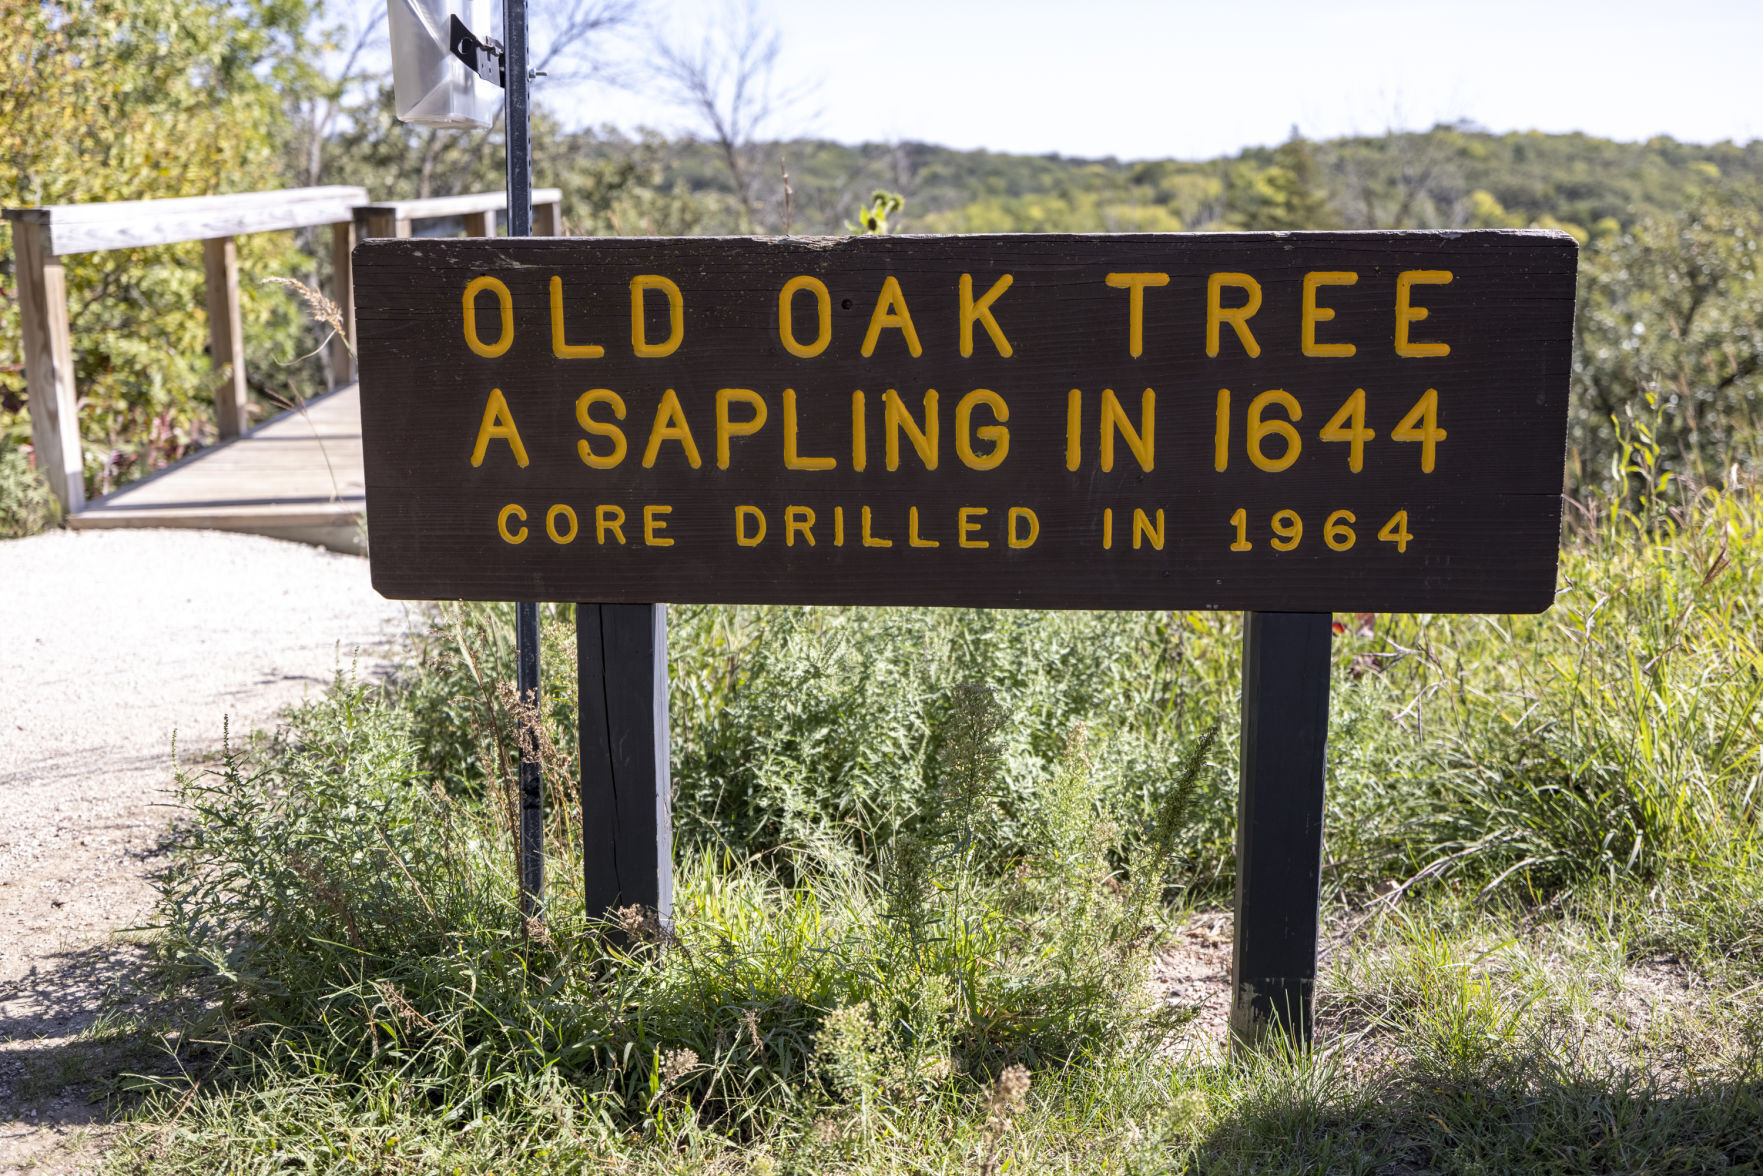 OLD OAK TREE
A SAPLING IN 1644
CORE DRILLED IN 1964